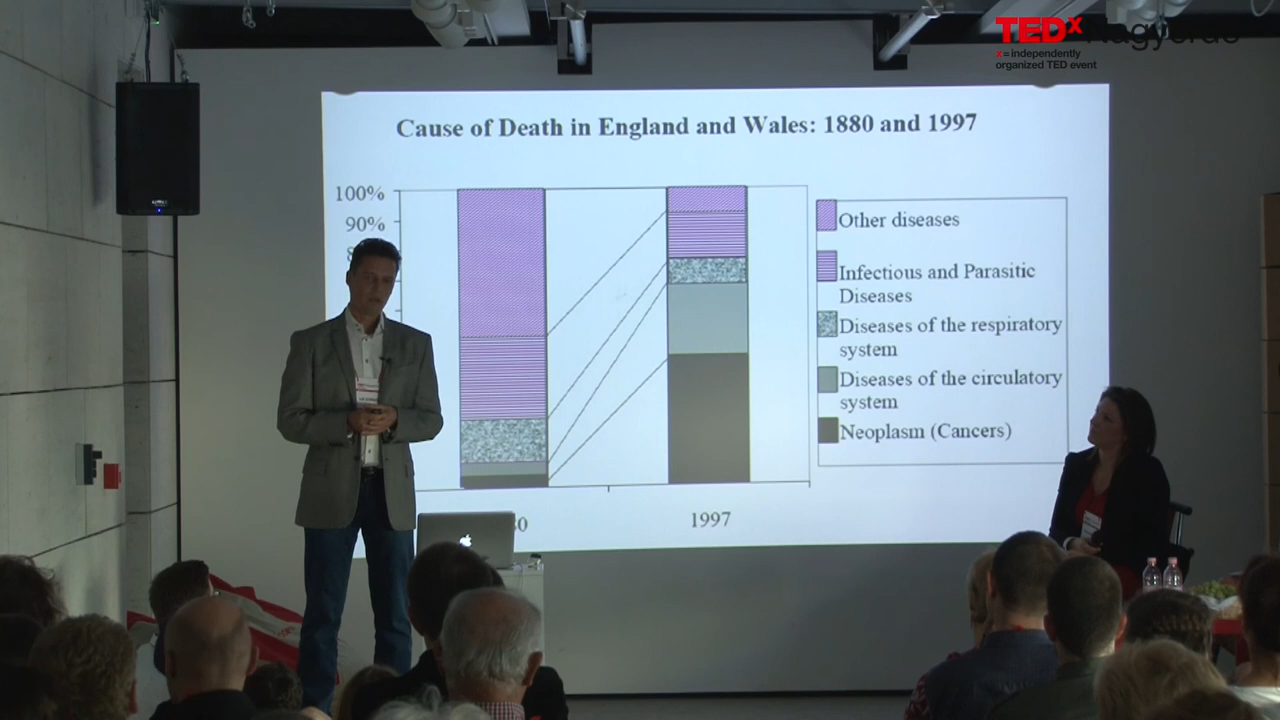 TEDx
x = independently
organized TED event
Cause of Death in England and Wales: 1880 and 1997
100%
90%
1997
Other diseases
Infectious and Parasitic
Diseases
Diseases of the respiratory
system
Diseases of the circulatory
system
Neoplasm (Cancers)